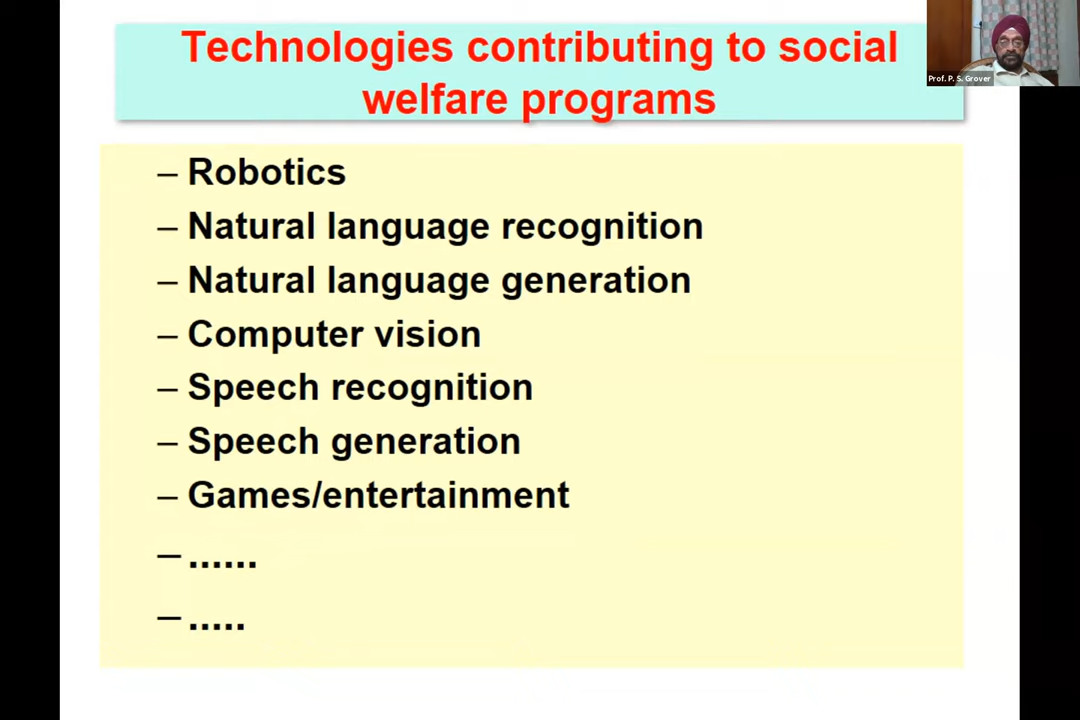 Technologies contributing to social
welfare programs
Prof. P. S. Grover
– Robotics
– Natural language recognition
– Natural language generation
– Computer vision
– Speech recognition
– Speech generation
– Games/entertainment
– ......
– .....